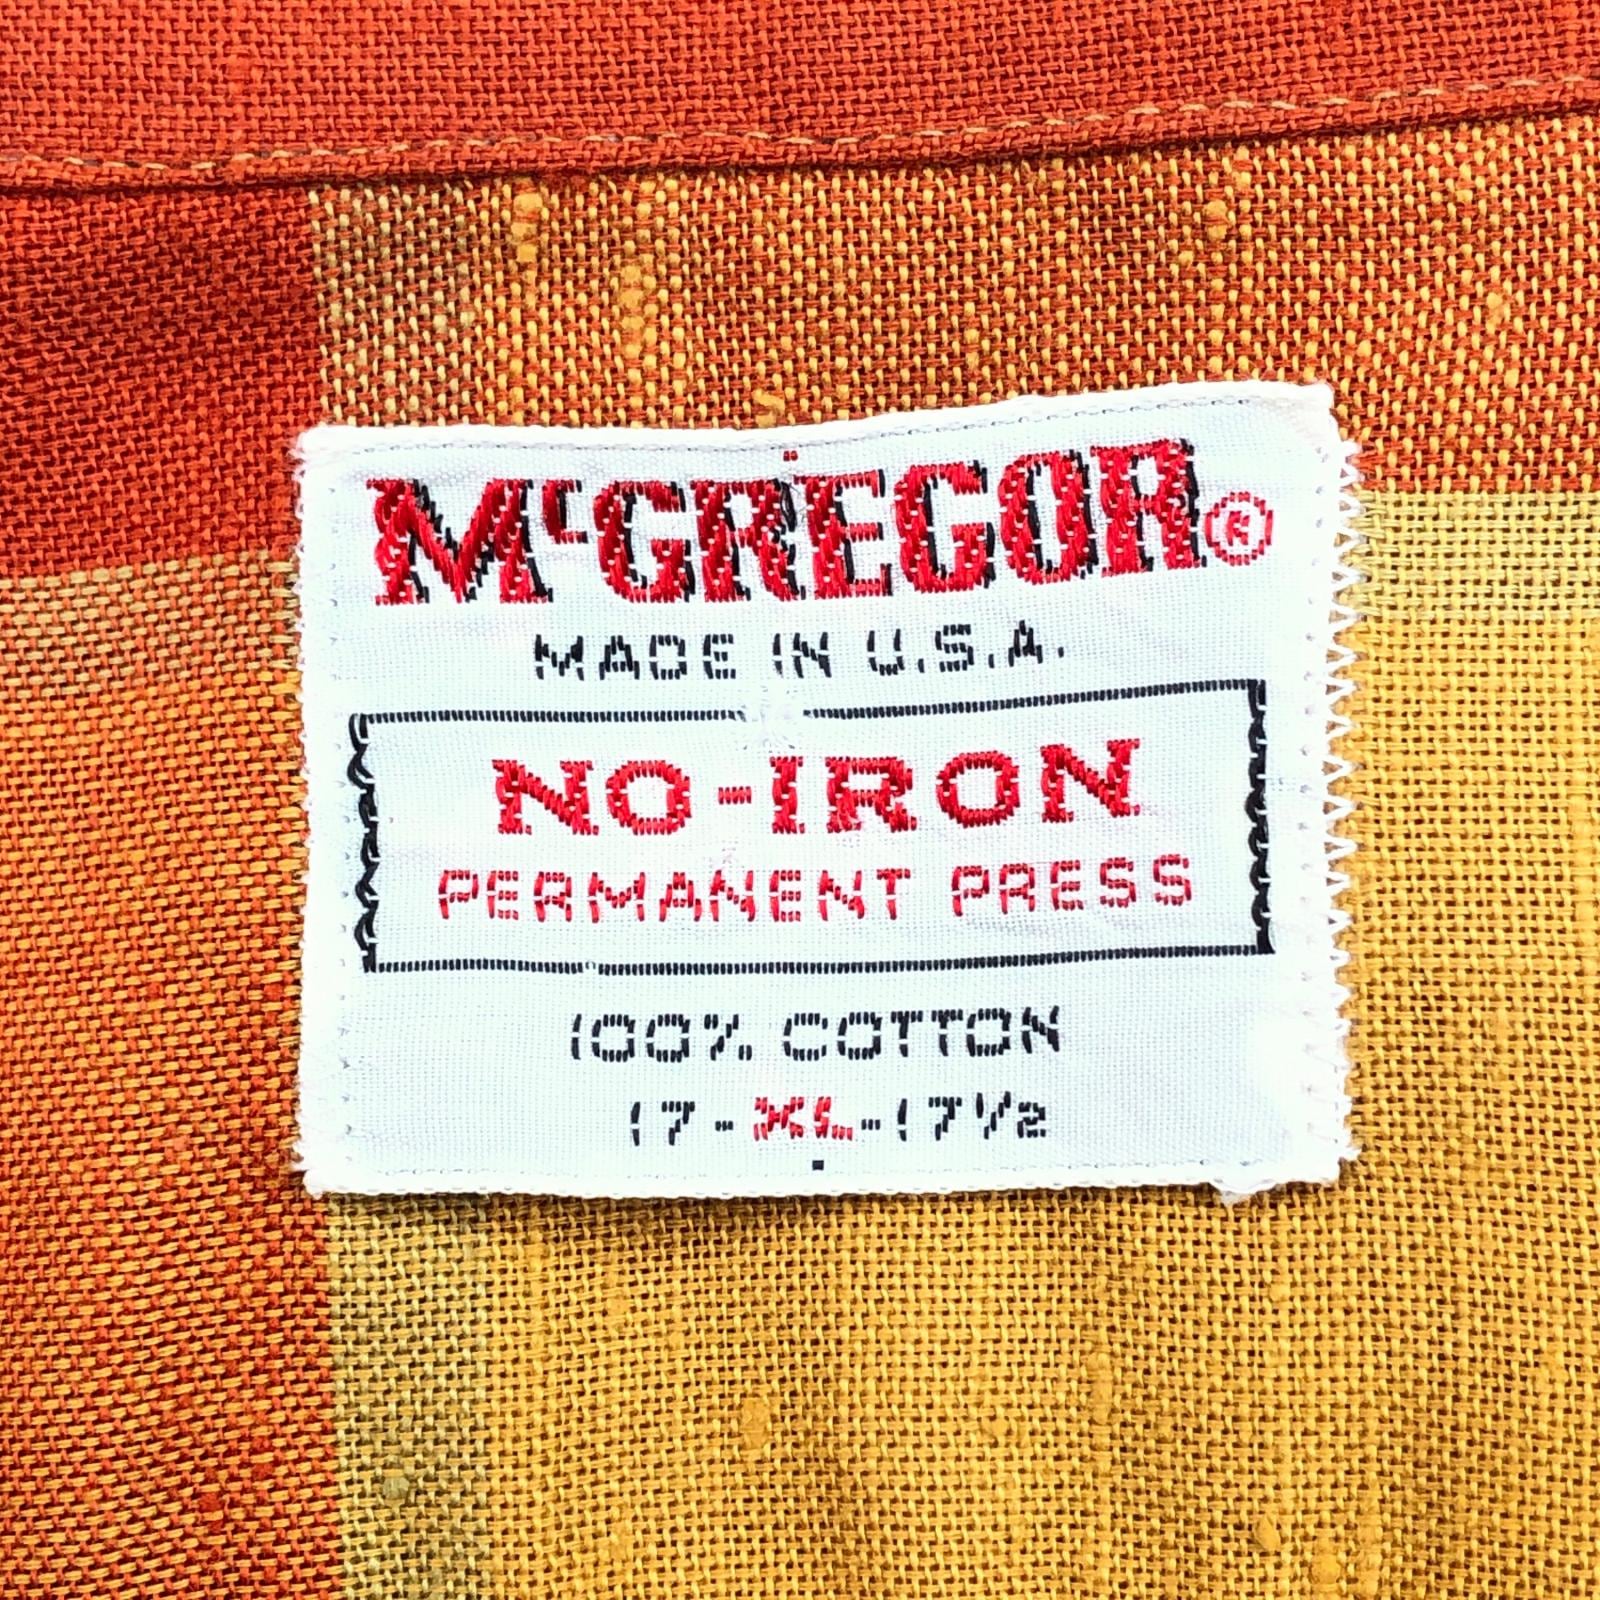 McGREGOR®
MADE IN U.S.A.
NO-IRON
PERMANENT PRESS
100% COTTON
17-XL-17½